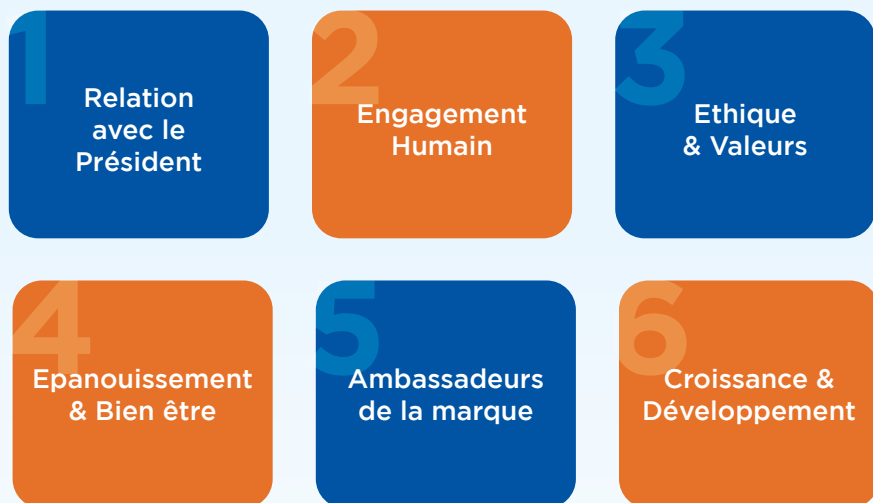 1
Relation
avec le
Président
2
Engagement
Humain
3
Ethique
& Valeurs
4
Epanouissement
& Bien être
5
Ambassadeurs
de la marque
6
Croissance &
Développement